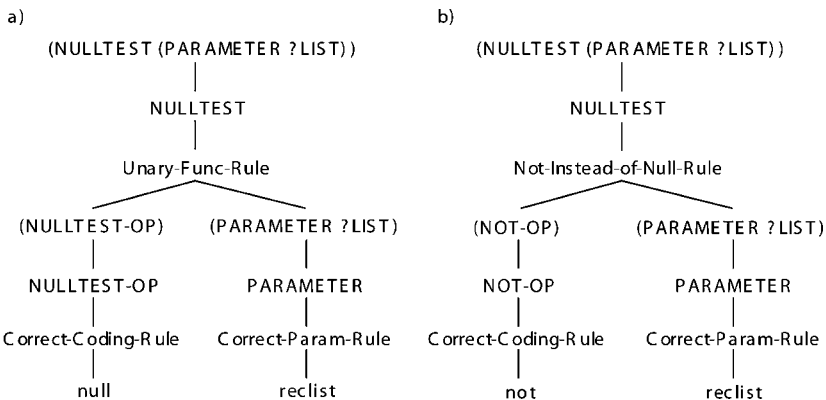 a)
(NULLTEST (PARAMETER ?LIST))
NULLTEST
Unary-Func-Rule
(NULLTEST-OP) (PARAMETER ?LIST)
NULLTEST-OP PARAMETER
Correct-Coding-Rule Correct-Param-Rule
null reclist
b)
(NULLTEST (PARAMETER ?LIST))
NULLTEST
Not-Instead-of-Null-Rule
(NOT-OP) (PARAMETER ?LIST)
NOT-OP PARAMETER
Correct-Coding-Rule Correct-Param-Rule
not reclist